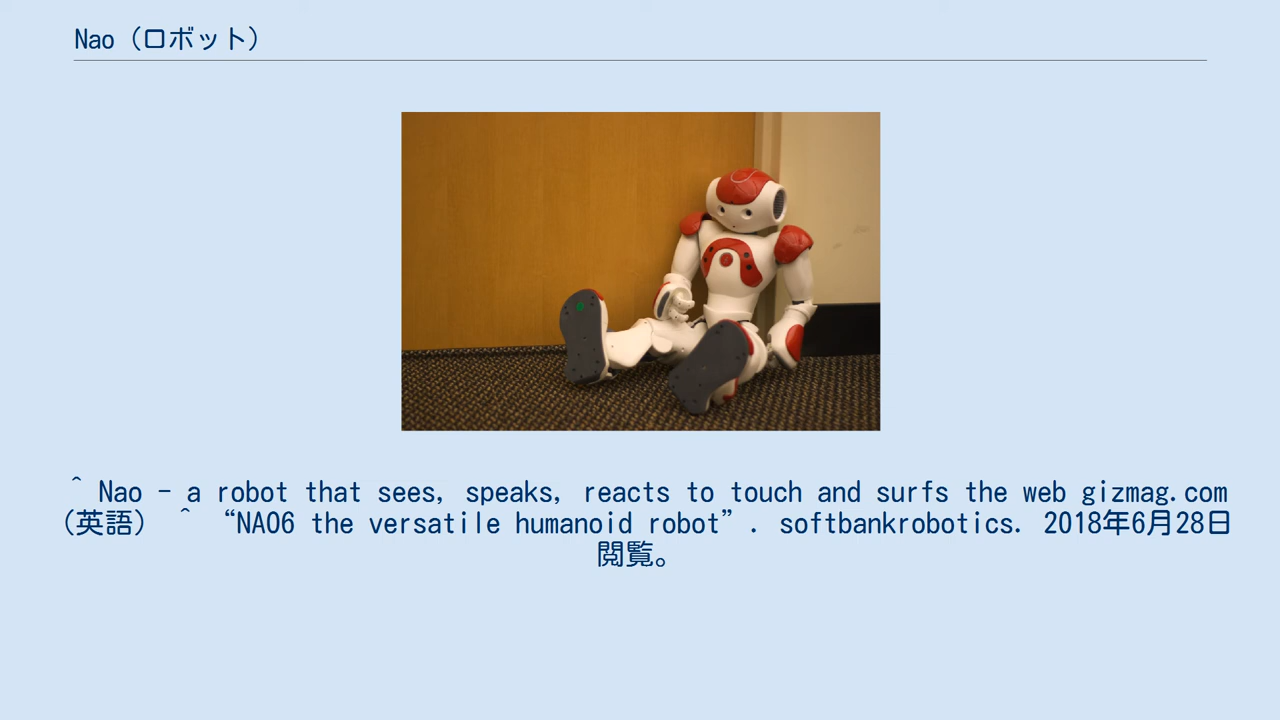 Nao（ロボット）
^ Nao – a robot that sees, speaks, reacts to touch and surfs the web gizmag.com
（英語） ^ “NAO6 the versatile humanoid robot”. softbankrobotics. 2018年6月28日
閲覧。